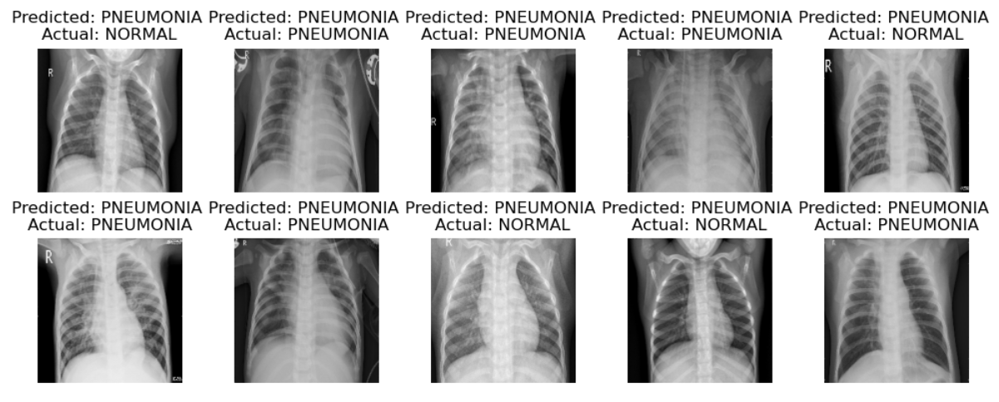 Predicted: PNEUMONIA Predicted: PNEUMONIA Predicted: PNEUMONIA Predicted: PNEUMONIA Predicted: PNEUMONIA
Actual: NORMAL Actual: PNEUMONIA Actual: PNEUMONIA Actual: PNEUMONIA Actual: NORMAL
R R R R R
Predicted: PNEUMONIA Predicted: PNEUMONIA Predicted: PNEUMONIA Predicted: PNEUMONIA Predicted: PNEUMONIA
Actual: PNEUMONIA Actual: PNEUMONIA Actual: NORMAL Actual: NORMAL Actual: PNEUMONIA
R R R